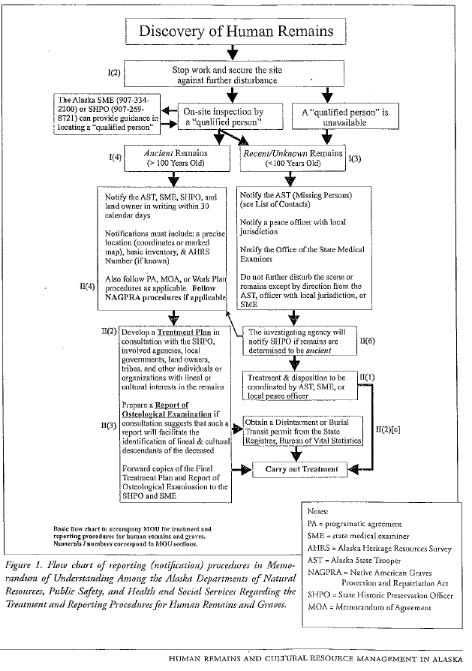 Discovery of Human Remains
I(2)
Stop work and secure the site
against further disturbance
The Alaska SME (907-334-
2200) or SHPO (907-269-
8721) can provide guidance in
locating a "qualified person"
On-site inspection by
a "qualified person"
A "qualified person" is
unavailable
I(4)
Ancient Remains
(> 100 Years Old)
Recent/Unknown Remains
(<100 Years Old)
I(3)
Notify the AST, SME, SHPO, and
land owner in writing within 30
calendar days
Notifications must include: a precise
location (coordinates or marked
map), basic inventory, & AHRS
Number (if known)
II(4)
Also follow PA, MOA, or Work Plan
procedures as applicable. Follow
NAGPRA procedures if applicable.
Notify the AST (Missing Persons)
(see List of Contacts)
Notify a peace officer with local
jurisdiction
Notify the Office of the State Medical
Examiner
Do not further disturb the scene or
remains except by direction from the
AST, officer with local jurisdiction, or
SME
II(2)
Develop a Treatment Plan in
consultation with the SHPO,
involved agencies, local
governments, land owners,
tribes, and other individuals or
organizations with lineal or
cultural interests in the remains
II(3)
Prepare a Report of
Osteological Examination if
consultation suggests that such a
report will facilitate the
identification of lineal & cultural
descendants of the deceased
Forward copies of the Final
Treatment Plan and Report of
Osteological Examination to the
SHPO and SME
The investigating agency will
notify SHPO if remains are
determined to be ancient
II(6)
Treatment & disposition to be
coordinated by AST, SME, or
local peace officer
II(1)
Obtain a Disinterment or Burial
Transit permit from the State
Registrar, Bureau of Vital Statistics
II(2)[c]
Carry out Treatment
Basic flow chart to accompany MOU for treatment and
reporting procedures for human remains and graves.
Numerals / numbers correspond to MOU sections.
Notes:
PA = programatic agreement
SME = state medical examiner
AHRS = Alaska Heritage Resources Survey
AST = Alaska State Trooper
NAGPRA = Native American Graves
Protection and Repatriation Act
SHPO = State Historic Preservation Officer
MOA = Memorandum of Agreement
Figure 1. Flow chart of reporting (notification) procedures in Memo-
randum of Understanding Among the Alaska Departments of Natural
Resources, Public Safety, and Health and Social Services Regarding the
Treatment and Reporting Procedures for Human Remains and Graves.
HUMAN REMAINS AND CULTURAL RESOURCE MANAGEMENT IN ALASKA